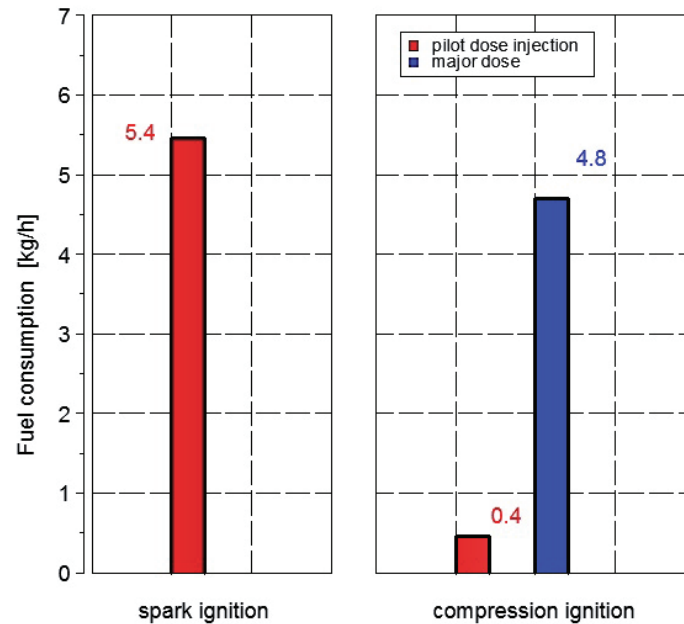 Fuel consumption [kg/h]
7
6
5
4
3
2
1
0
5.4
pilot dose injection
major dose
4.8
0.4
spark ignition
compression ignition